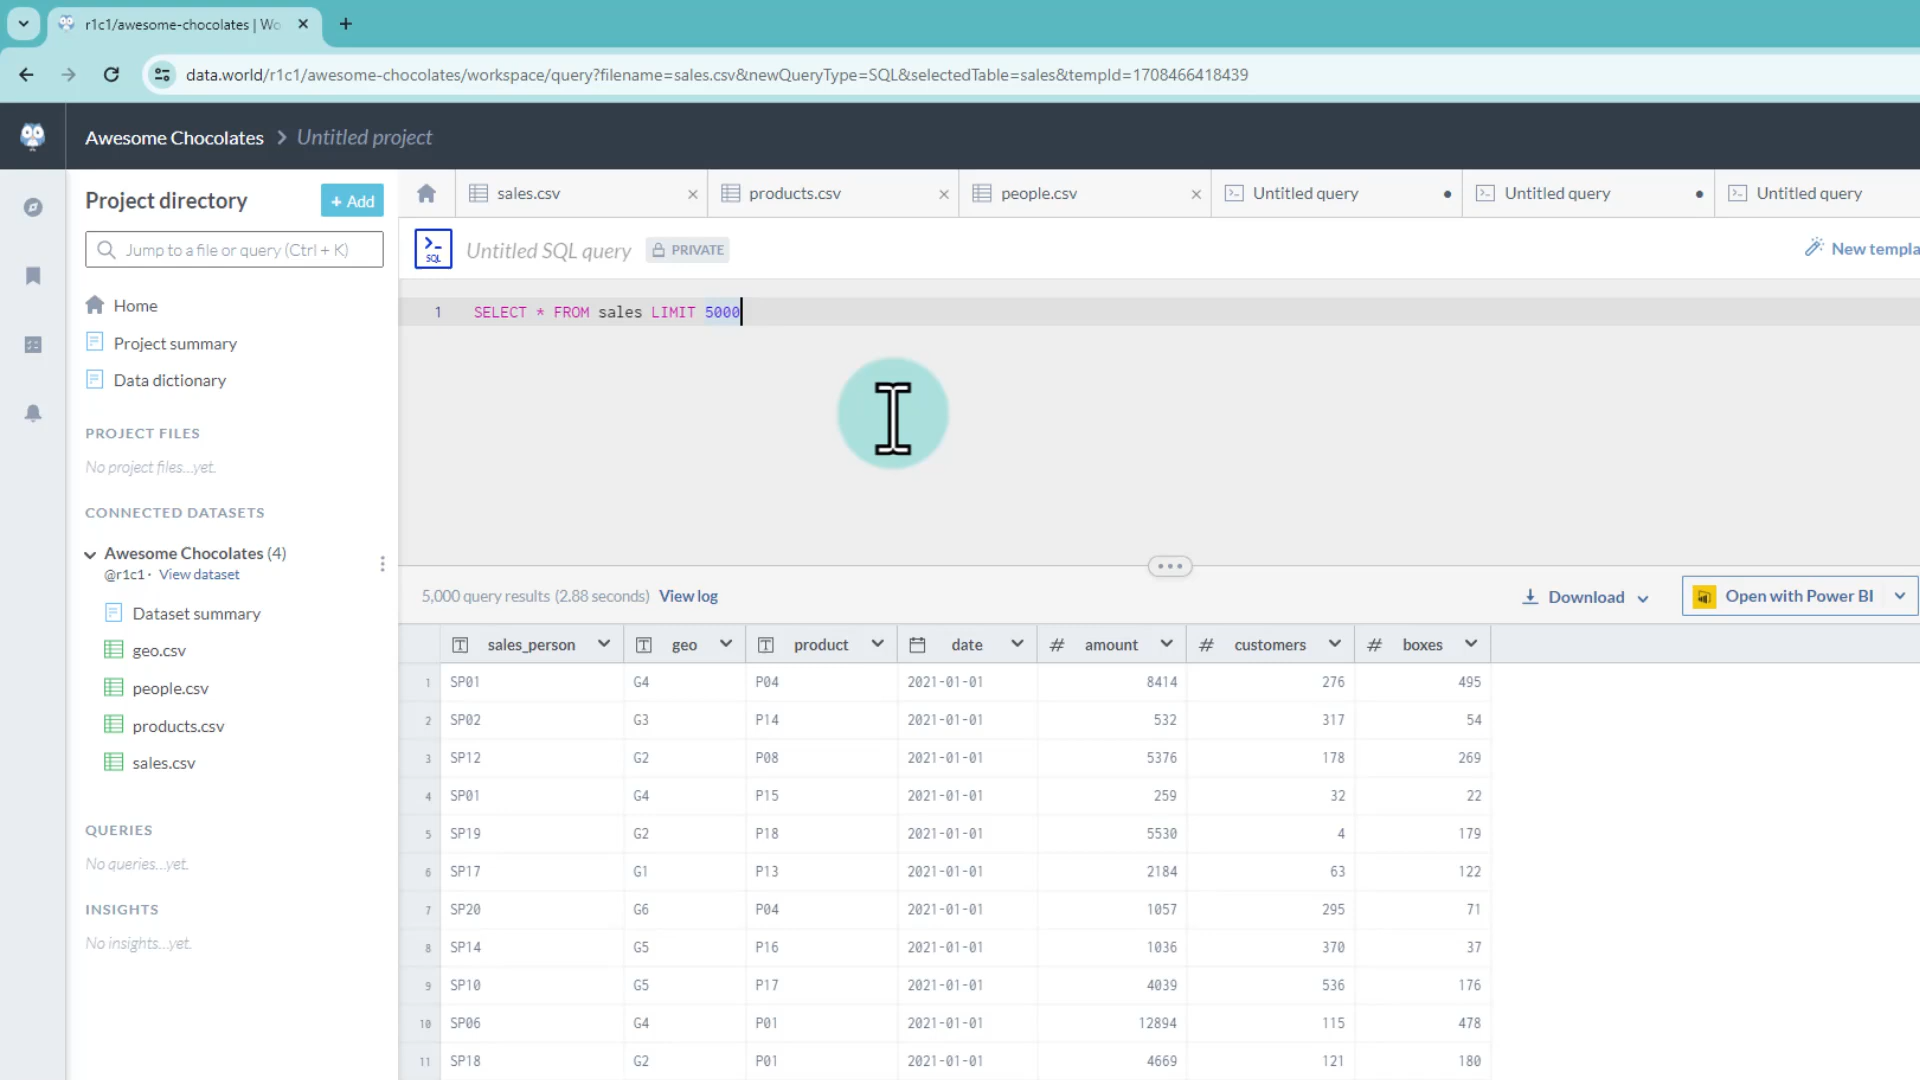 r1c1/awesome-chocolates | Wo
data.world/r1c1/awesome-chocolates/workspace/query?filename=sales.csv&newQueryType=SQL&selectedTable=sales&tempId=1708466418439
Awesome Chocolates > Untitled project
Project directory
+ Add
Jump to a file or query (Ctrl + K)
Home
Project summary
Data dictionary
PROJECT FILES
No project files...yet.
CONNECTED DATASETS
Awesome Chocolates (4)
@r1c1 · View dataset
Dataset summary
geo.csv
people.csv
products.csv
sales.csv
QUERIES
No queries...yet.
INSIGHTS
No insights...yet.
sales.csv products.csv people.csv Untitled query Untitled query Untitled query
SQL Untitled SQL query PRIVATE
New templa
1 SELECT * FROM sales LIMIT 5000
5,000 query results (2.88 seconds) View log
Download Open with Power BI
sales_person geo product date # amount # customers # boxes
1 SP01 G4 P04 2021-01-01 8414 276 495
2 SP02 G3 P14 2021-01-01 532 317 54
3 SP12 G2 P08 2021-01-01 5376 178 269
4 SP01 G4 P15 2021-01-01 259 32 22
5 SP19 G2 P18 2021-01-01 5530 4 179
6 SP17 G1 P13 2021-01-01 2184 63 122
7 SP20 G6 P04 2021-01-01 1057 295 71
8 SP14 G5 P16 2021-01-01 1036 370 37
9 SP10 G5 P17 2021-01-01 4039 536 176
10 SP06 G4 P01 2021-01-01 12894 115 478
11 SP18 G2 P01 2021-01-01 4669 121 180